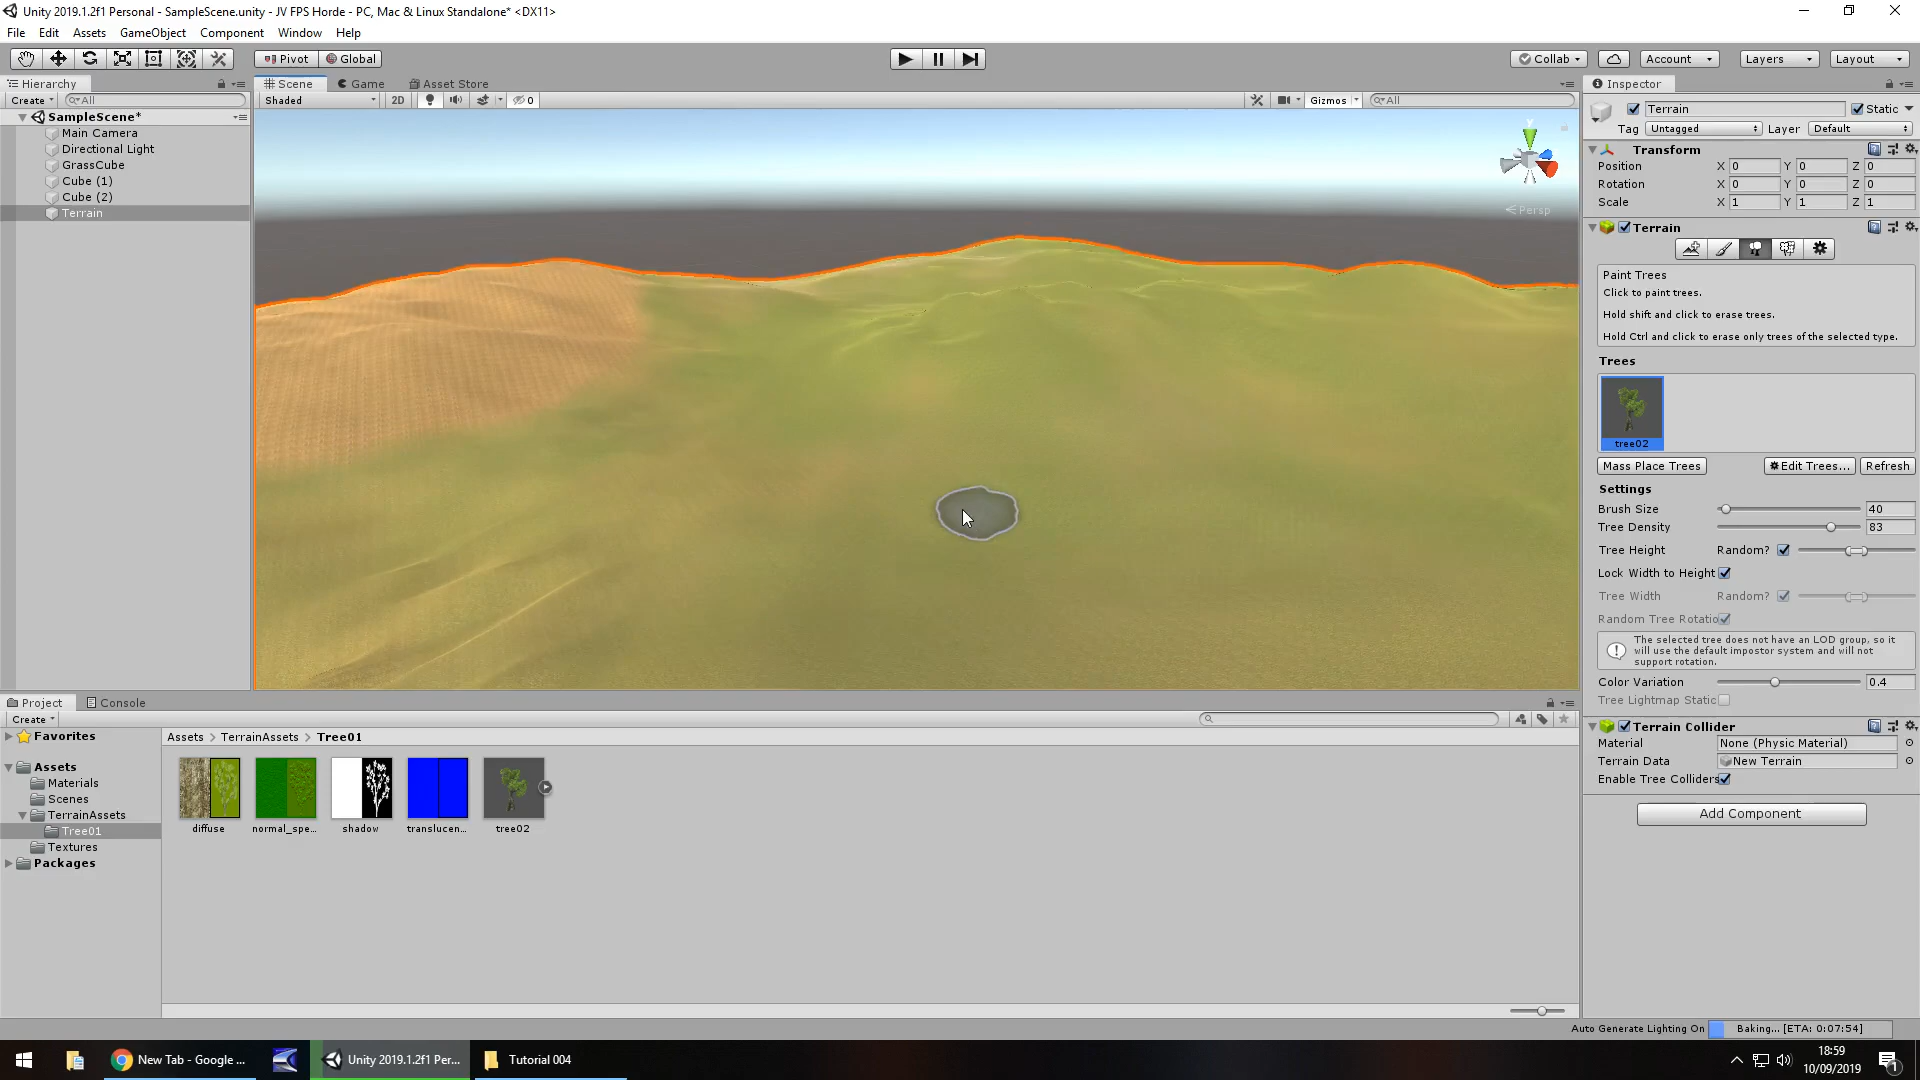 Unity 2019.1.2f1 Personal - SampleScene.unity - JV FPS Horde - PC, Mac & Linux Standalone* <DX11>
File Edit Assets GameObject Component Window Help
Pivot Global Collab Account Layers Layout
Hierarchy
Create All
SampleScene*
Main Camera
Directional Light
GrassCube
Cube (1)
Cube (2)
Terrain
Scene Game Asset Store
Shaded 2D 0 Gizmos All
y
Persp
Inspector
Terrain Static
Tag Untagged Layer Default
Transform
Position X 0 Y 0 Z 0
Rotation X 0 Y 0 Z 0
Scale X 1 Y 1 Z 1
Terrain
Paint Trees
Click to paint trees.
Hold shift and click to erase trees.
Hold Ctrl and click to erase only trees of the selected type.
Trees
tree02
Mass Place Trees Edit Trees... Refresh
Settings
Brush Size 40
Tree Density 83
Tree Height Random?
Lock Width to Height
Tree Width Random?
Random Tree Rotatio
The selected tree does not have an LOD group, so it
will use the default impostor system and will not
support rotation.
Color Variation 0.4
Tree Lightmap Static
Terrain Collider
Material None (Physic Material)
Terrain Data New Terrain
Enable Tree Colliders
Add Component
Project Console
Create
Favorites
Assets
Materials
Scenes
TerrainAssets
Tree01
Textures
Packages
Assets > TerrainAssets > Tree01
diffuse normal_spe... shadow translucen... tree02
Auto Generate Lighting On Baking... [ETA: 0:07:54]
New Tab - Google ... Unity 2019.1.2f1 Per... Tutorial 004
18:59
10/09/2019
1